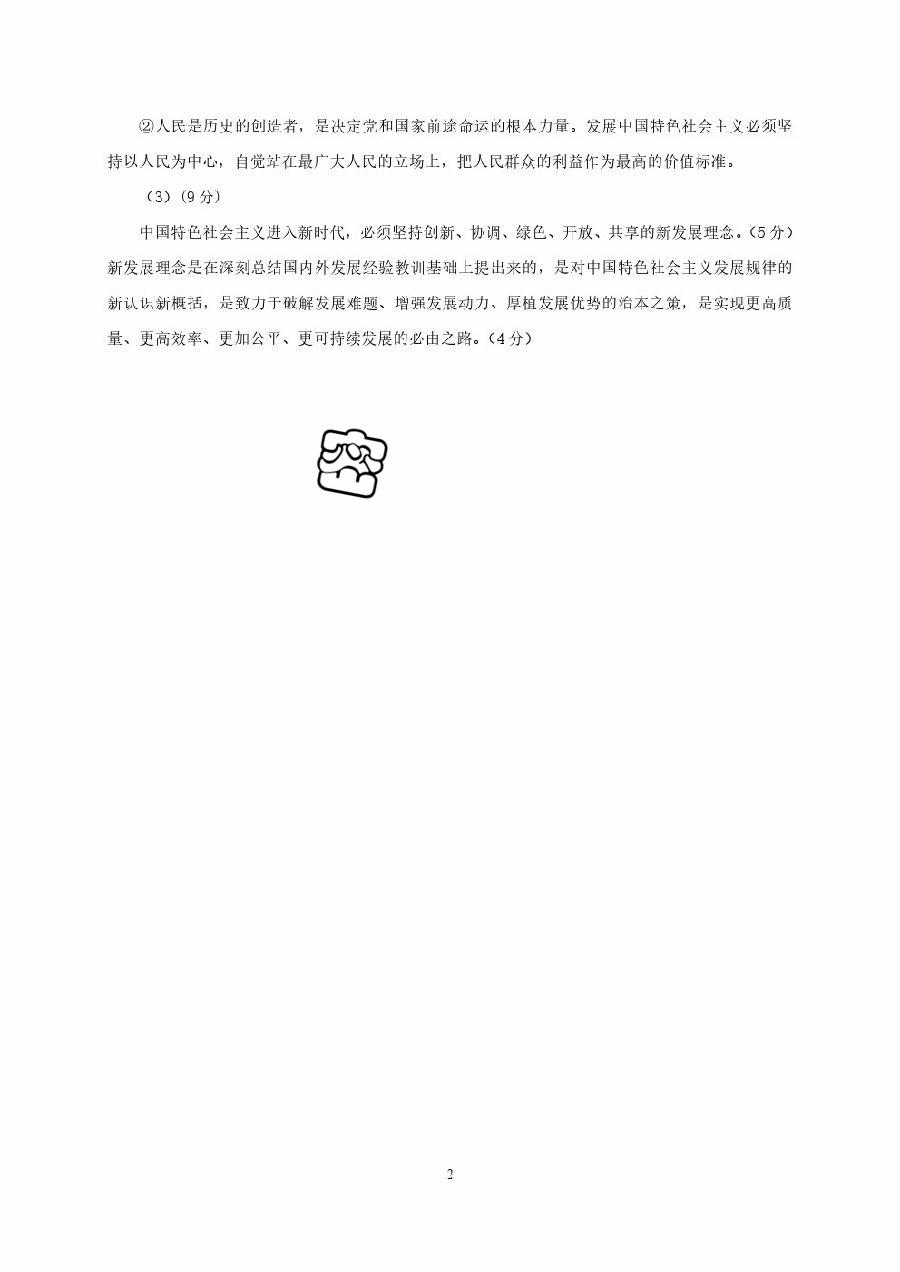 ②人民是历史的创造者，是决定党和国家前途命运的根本力量。发展中国特色社会主义必须坚
持以人民为中心，自觉站在最广大人民的立场上，把人民群众的利益作为最高的价值标准。
（3）（9分）
中国特色社会主义进入新时代，必须坚持创新、协调、绿色、开放、共享的新发展理念。（5分）
新发展理念是在深刻总结国内外发展经验教训基础上提出来的，是对中国特色社会主义发展规律的
新认识新概括，是致力于破解发展难题、增强发展动力、厚植发展优势的治本之策，是实现更高质
量、更高效率、更加公平、更可持续发展的必由之路。（4分）
密
2